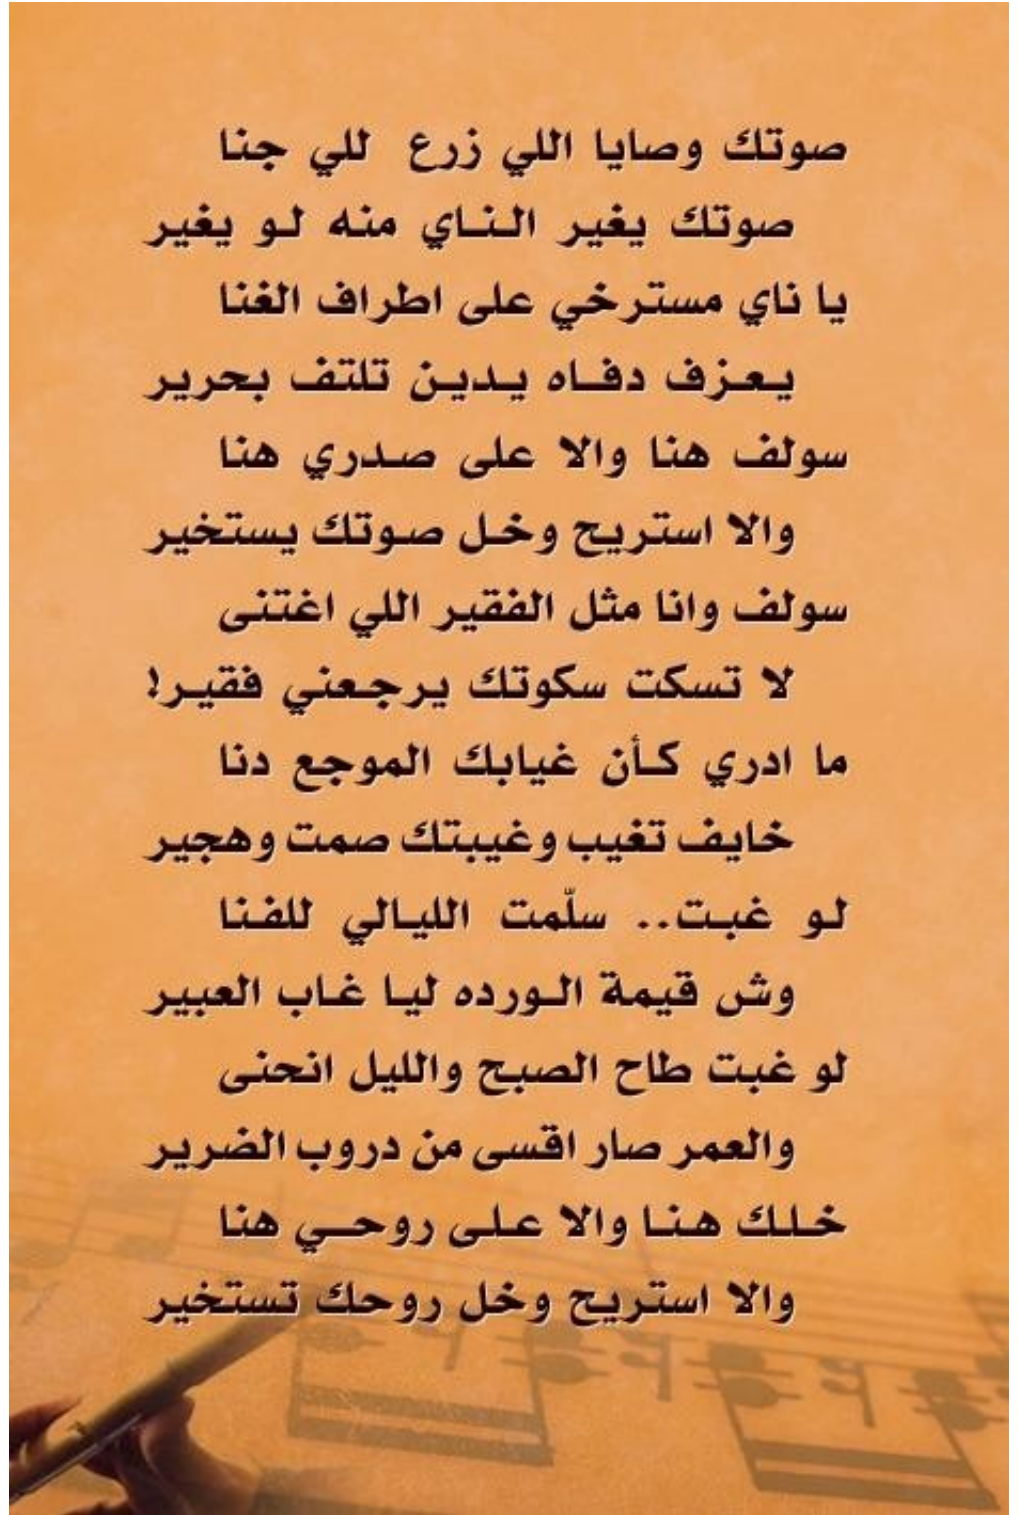 صوتك وصايا اللي زرع للي جنا
صوتك يغير الناي منه لو يغير
يا ناي مسترخي على اطراف الغنا
يعزف دفاه يدين تلتف بحرير
سولف هنا والا على صدري هنا
والا استريح وخل صوتك يستخير
سولف وانا مثل الفقير اللي اغتنى
لا تسكت سكوتك يرجعني فقير!
ما ادري كأن غيابك الموجع دنا
خايف تغيب وغيبتك صمت وهجير
لو غبت.. سلّمت الليالي للفنا
وش قيمة الورده ليا غاب العبير
لو غبت طاح الصبح والليل انحنى
والعمر صار اقسى من دروب الضرير
خلك هنا والا على روحي هنا
والا استريح وخل روحك تستخير